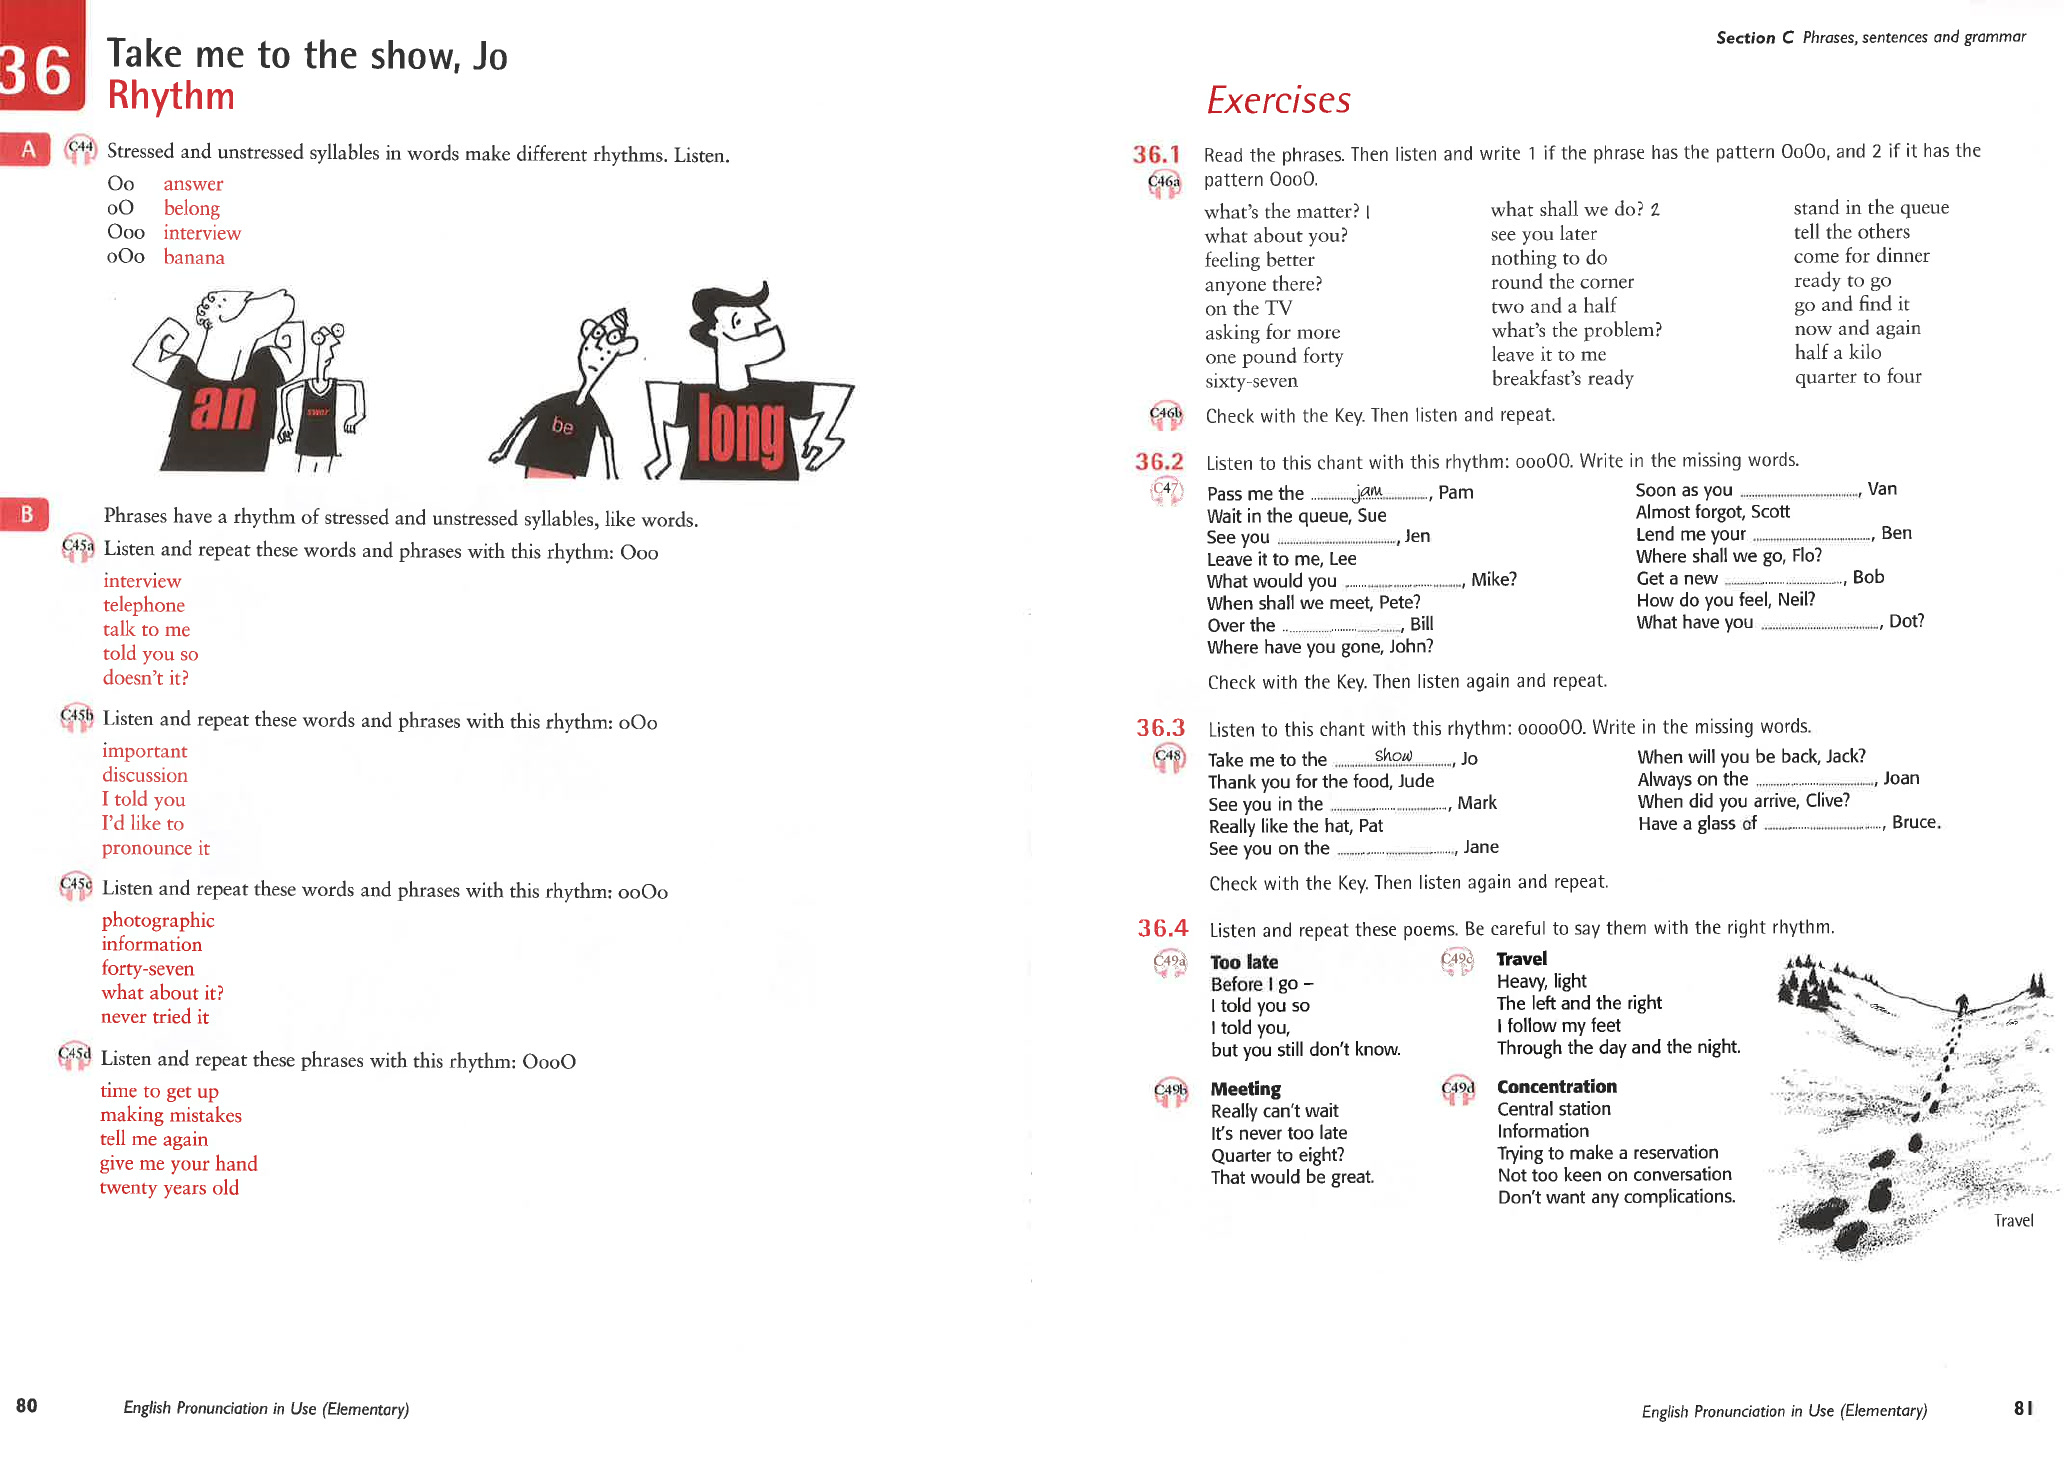 36
Take me to the show, Jo
Rhythm
A
C44
Stressed and unstressed syllables in words make different rhythms. Listen.
Oo answer
oO belong
Ooo interview
oOo banana
an
swer
be
long
B
Phrases have a rhythm of stressed and unstressed syllables, like words.
C45a
Listen and repeat these words and phrases with this rhythm: Ooo
interview
telephone
talk to me
told you so
doesn't it?
C45b
Listen and repeat these words and phrases with this rhythm: oOo
important
discussion
I told you
I'd like to
pronounce it
C45c
Listen and repeat these words and phrases with this rhythm: ooOo
photographic
information
forty-seven
what about it?
never tried it
C45d
Listen and repeat these phrases with this rhythm: OooO
time to get up
making mistakes
tell me again
give me your hand
twenty years old
80
English Pronunciation in Use (Elementary)
Section C Phrases, sentences and grammar
Exercises
36.1
C46a
Read the phrases. Then listen and write 1 if the phrase has the pattern OoOo, and 2 if it has the
pattern OooO.
what's the matter? 1
what about you?
feeling better
anyone there?
on the TV
asking for more
one pound forty
sixty-seven
what shall we do? 2
see you later
nothing to do
round the corner
two and a half
what's the problem?
leave it to me
breakfast's ready
stand in the queue
tell the others
come for dinner
ready to go
go and find it
now and again
half a kilo
quarter to four
C46b
Check with the Key. Then listen and repeat.
36.2
C47
Listen to this chant with this rhythm: oooOO. Write in the missing words.
Pass me the ....jam...., Pam
Wait in the queue, Sue
See you ................, Jen
Leave it to me, Lee
What would you ................, Mike?
When shall we meet, Pete?
Over the ................, Bill
Where have you gone, John?
Soon as you ................, Van
Almost forgot, Scott
Lend me your ................, Ben
Where shall we go, Flo?
Get a new ................, Bob
How do you feel, Neil?
What have you ................, Dot?
Check with the Key. Then listen again and repeat.
36.3
C48
Listen to this chant with this rhythm: ooooOO. Write in the missing words.
Take me to the ....show...., Jo
Thank you for the food, Jude
See you in the ................, Mark
Really like the hat, Pat
See you on the ................, Jane
When will you be back, Jack?
Always on the ................, Joan
When did you arrive, Clive?
Have a glass of ................, Bruce.
Check with the Key. Then listen again and repeat.
36.4
Listen and repeat these poems. Be careful to say them with the right rhythm.
C49a
Too late
Before I go –
I told you so
I told you,
but you still don't know.
C49b
Meeting
Really can't wait
It's never too late
Quarter to eight?
That would be great.
C49c
Travel
Heavy, light
The left and the right
I follow my feet
Through the day and the night.
C49d
Concentration
Central station
Information
Trying to make a reservation
Not too keen on conversation
Don't want any complications.
Travel
English Pronunciation in Use (Elementary)
81